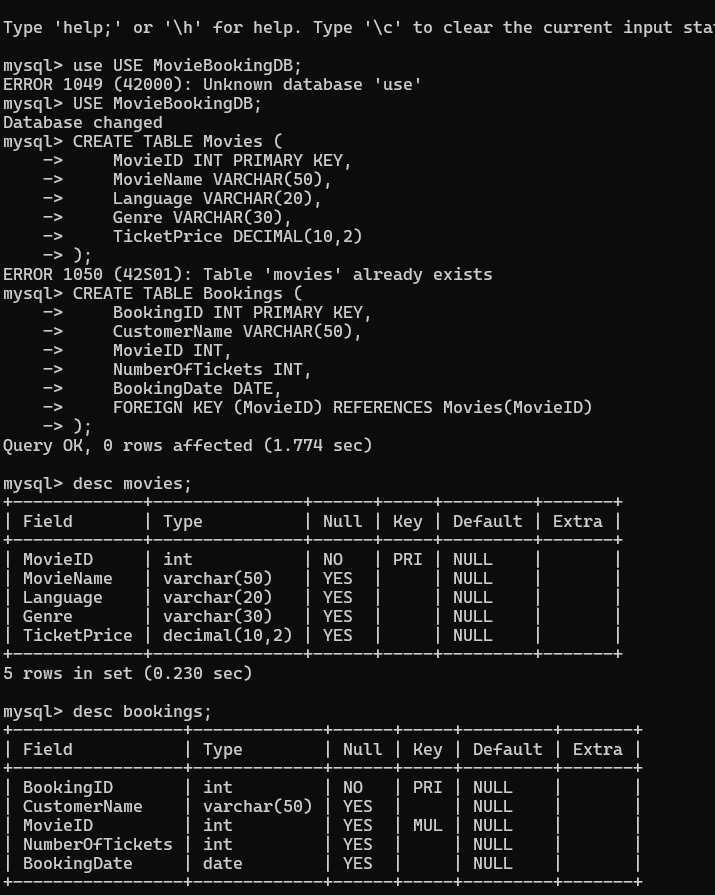 Type 'help;' or '\h' for help. Type '\c' to clear the current input sta
mysql> use USE MovieBookingDB;
ERROR 1049 (42000): Unknown database 'use'
mysql> USE MovieBookingDB;
Database changed
mysql> CREATE TABLE Movies (
    ->     MovieID INT PRIMARY KEY,
    ->     MovieName VARCHAR(50),
    ->     Language VARCHAR(20),
    ->     Genre VARCHAR(30),
    ->     TicketPrice DECIMAL(10,2)
    -> );
ERROR 1050 (42S01): Table 'movies' already exists
mysql> CREATE TABLE Bookings (
    ->     BookingID INT PRIMARY KEY,
    ->     CustomerName VARCHAR(50),
    ->     MovieID INT,
    ->     NumberOfTickets INT,
    ->     BookingDate DATE,
    ->     FOREIGN KEY (MovieID) REFERENCES Movies(MovieID)
    -> );
Query OK, 0 rows affected (1.774 sec)

mysql> desc movies;
+-------------+---------------+------+-----+---------+-------+
| Field       | Type          | Null | Key | Default | Extra |
+-------------+---------------+------+-----+---------+-------+
| MovieID     | int           | NO   | PRI | NULL    |       |
| MovieName   | varchar(50)   | YES  |     | NULL    |       |
| Language    | varchar(20)   | YES  |     | NULL    |       |
| Genre       | varchar(30)   | YES  |     | NULL    |       |
| TicketPrice | decimal(10,2) | YES  |     | NULL    |       |
+-------------+---------------+------+-----+---------+-------+
5 rows in set (0.230 sec)

mysql> desc bookings;
+-----------------+-------------+------+-----+---------+-------+
| Field           | Type        | Null | Key | Default | Extra |
+-----------------+-------------+------+-----+---------+-------+
| BookingID       | int         | NO   | PRI | NULL    |       |
| CustomerName    | varchar(50) | YES  |     | NULL    |       |
| MovieID         | int         | YES  | MUL | NULL    |       |
| NumberOfTickets | int         | YES  |     | NULL    |       |
| BookingDate     | date        | YES  |     | NULL    |       |
+-----------------+-------------+------+-----+---------+-------+